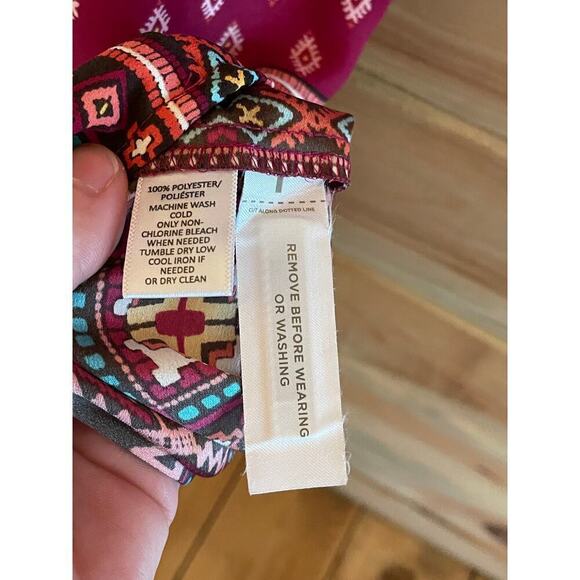 100% POLYESTER/
POLIÉSTER
MACHINE WASH
COLD
ONLY NON-
CHLORINE BLEACH
WHEN NEEDED
TUMBLE DRY LOW
COOL IRON IF
NEEDED
OR DRY CLEAN
CUT ALONG DOTTED LINE
REMOVE BEFORE WEARING
OR WASHING